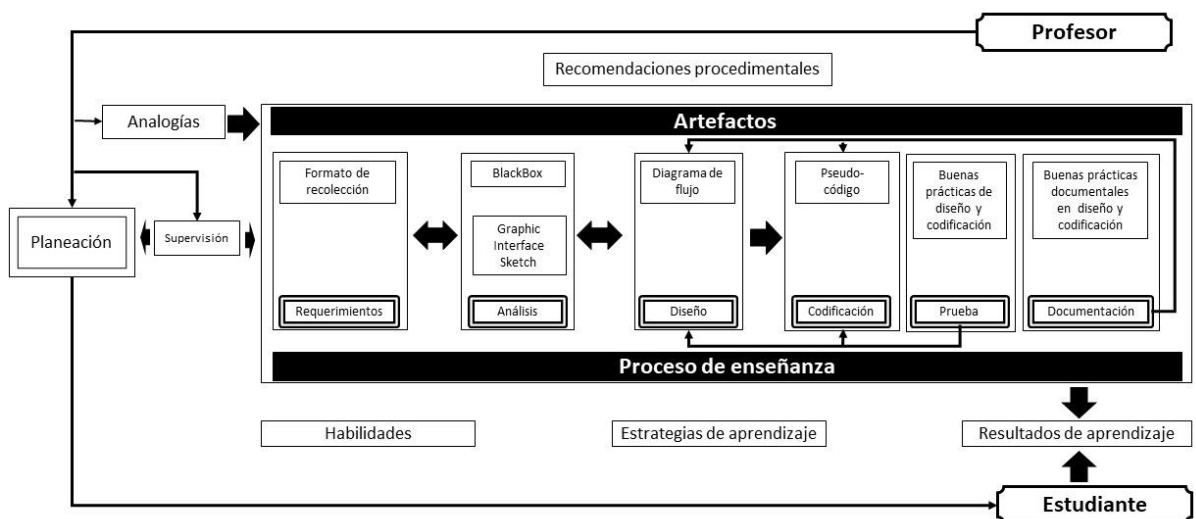 Profesor
Recomendaciones procedimentales
Analogías
Artefactos
Formato de
recolección
BlackBox
Graphic
Interface
Sketch
Diagrama de
flujo
Pseudo-
código
Buenas
prácticas de
diseño y
codificación
Buenas prácticas
documentales
en diseño y
codificación
Planeación
Supervisión
Requerimientos
Análisis
Diseño
Codificación
Prueba
Documentación
Proceso de enseñanza
Habilidades
Estrategias de aprendizaje
Resultados de aprendizaje
Estudiante